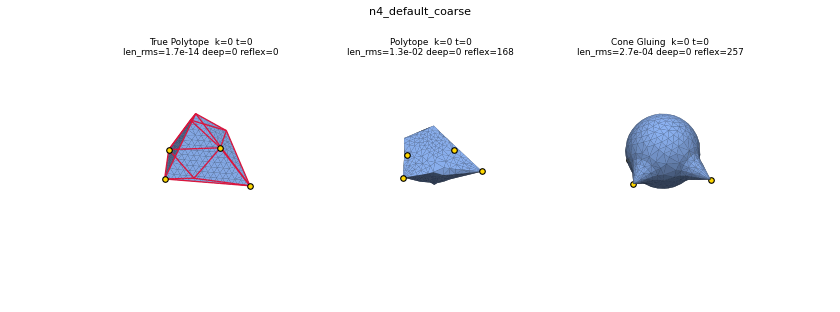 n4_default_coarse
True Polytope k=0 t=0
len_rms=1.7e-14 deep=0 reflex=0
Polytope k=0 t=0
len_rms=1.3e-02 deep=0 reflex=168
Cone Gluing k=0 t=0
len_rms=2.7e-04 deep=0 reflex=257